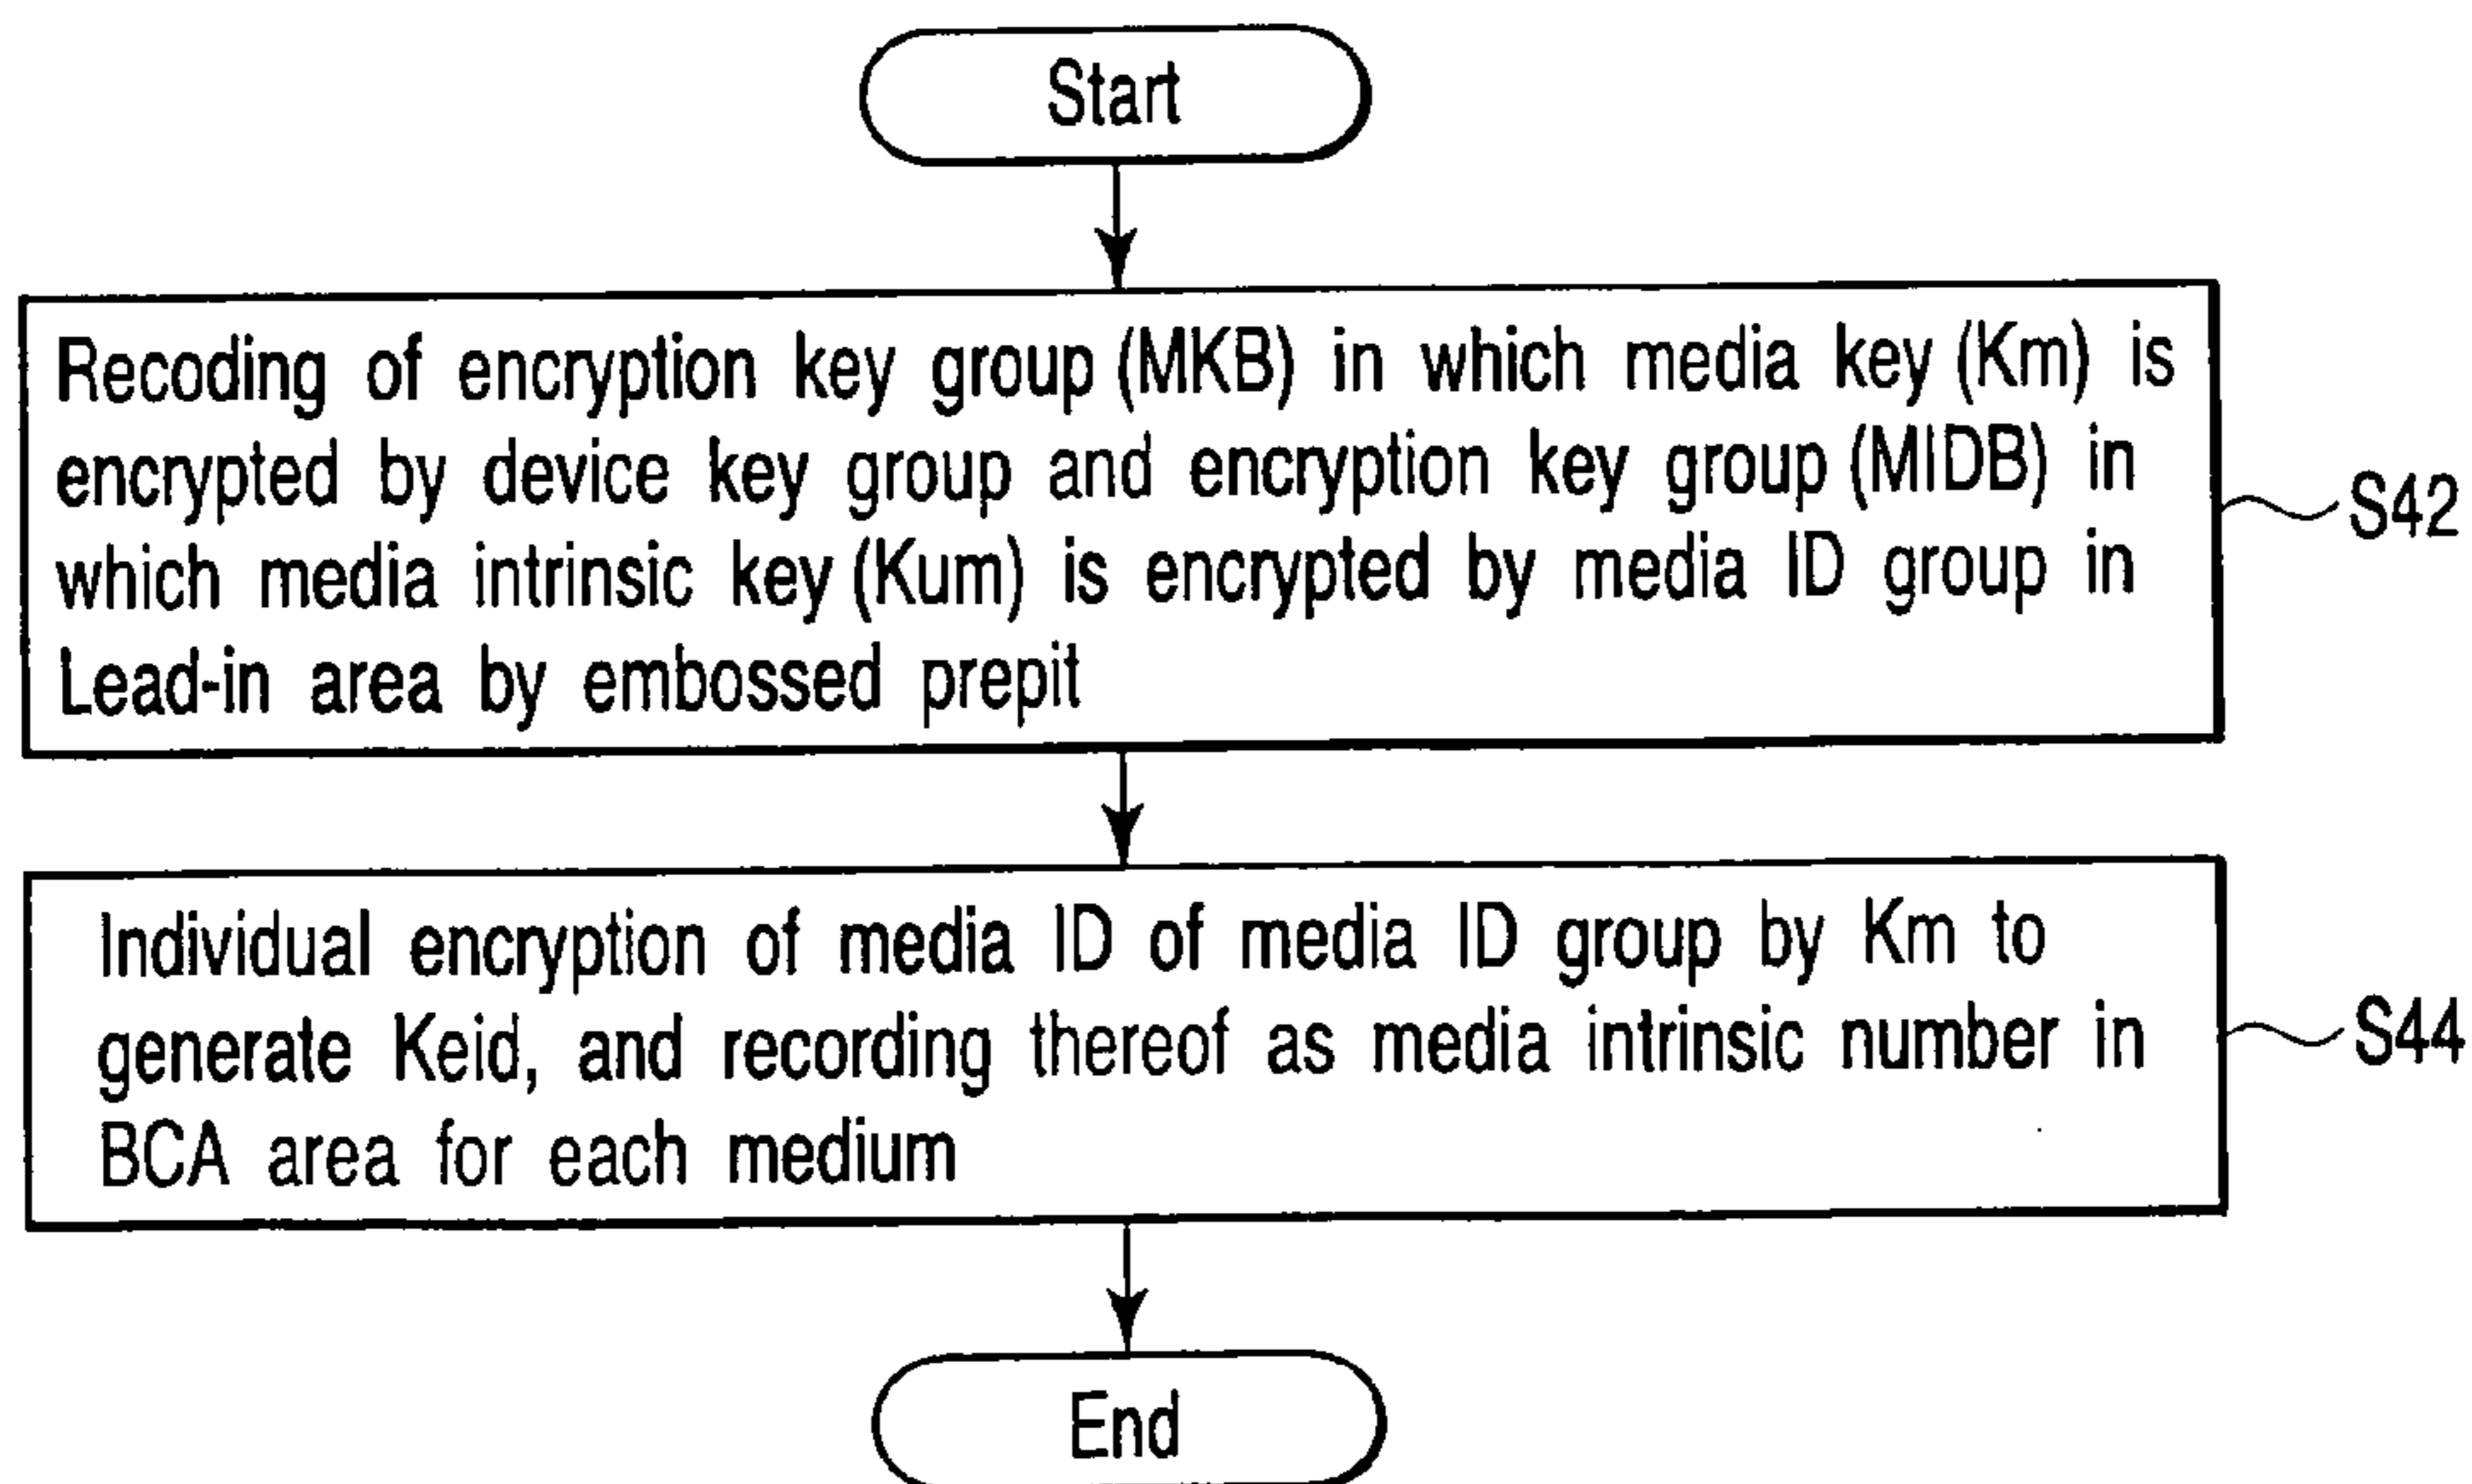 Start
Recoding of encryption key group (MKB) in which media key (Km) is
encrypted by device key group and encryption key group (MIDB) in
which media intrinsic key (Kum) is encrypted by media ID group in
Lead-in area by embossed prepit
S42
Individual encryption of media ID of media ID group by Km to
generate Keid, and recording thereof as media intrinsic number in
BCA area for each medium
S44
End